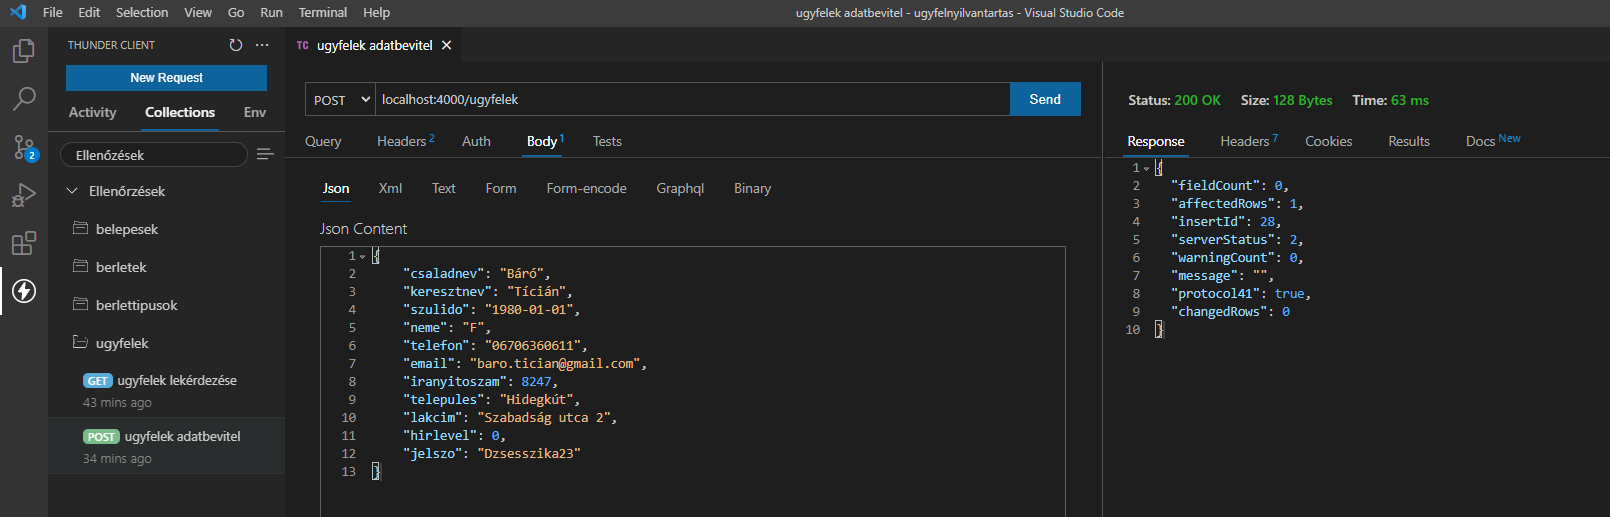 File Edit Selection View Go Run Terminal Help
ugyfelek adatbevitel - ugyfelnyilvantartas - Visual Studio Code
THUNDER CLIENT
New Request
Activity Collections Env
Ellenőzések
Ellenőrzések
belepesek
berletek
berlettipusok
ugyfelek
GET ugyfelek lekérdezése
43 mins ago
POST ugyfelek adatbevitel
34 mins ago
2
TC ugyfelek adatbevitel
POST localhost:4000/ugyfelek Send
Query Headers 2 Auth Body 1 Tests
Json Xml Text Form Form-encode Graphql Binary
Json Content
1 {
2 "csaladnev": "Báró",
3 "keresztnev": "Tícián",
4 "szulido": "1980-01-01",
5 "neme": "F",
6 "telefon": "06706360611",
7 "email": "baro.tician@gmail.com",
8 "iranyitoszam": 8247,
9 "telepules": "Hidegkút",
10 "lakcim": "Szabadság utca 2",
11 "hirlevel": 0,
12 "jelszo": "Dzsesszika23"
13 }
Status: 200 OK Size: 128 Bytes Time: 63 ms
Response Headers 7 Cookies Results Docs New
1 {
2 "fieldCount": 0,
3 "affectedRows": 1,
4 "insertId": 28,
5 "serverStatus": 2,
6 "warningCount": 0,
7 "message": "",
8 "protocol41": true,
9 "changedRows": 0
10 }